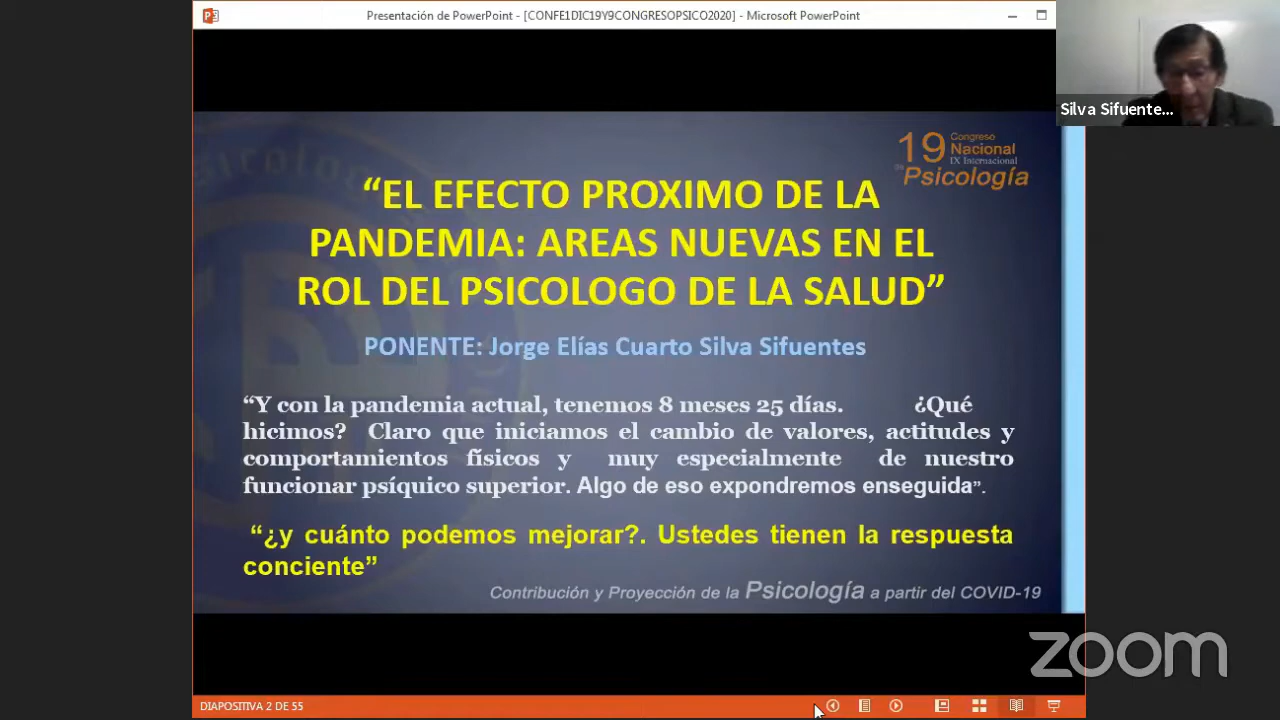 Presentación de PowerPoint - [CONFE1DIC19Y9CONGRESOPSICO2020] - Microsoft PowerPoint
Silva Sifuente...
19 Congreso
Nacional
IX Internacional
de Psicología
“EL EFECTO PROXIMO DE LA
PANDEMIA: AREAS NUEVAS EN EL
ROL DEL PSICOLOGO DE LA SALUD”
PONENTE: Jorge Elías Cuarto Silva Sifuentes
“Y con la pandemia actual, tenemos 8 meses 25 días. ¿Qué
hicimos? Claro que iniciamos el cambio de valores, actitudes y
comportamientos físicos y muy especialmente de nuestro
funcionar psíquico superior. Algo de eso expondremos enseguida”.
“¿y cuánto podemos mejorar?. Ustedes tienen la respuesta
conciente”
Contribución y Proyección de la Psicología a partir del COVID-19
zoom
DIAPOSITIVA 2 DE 55